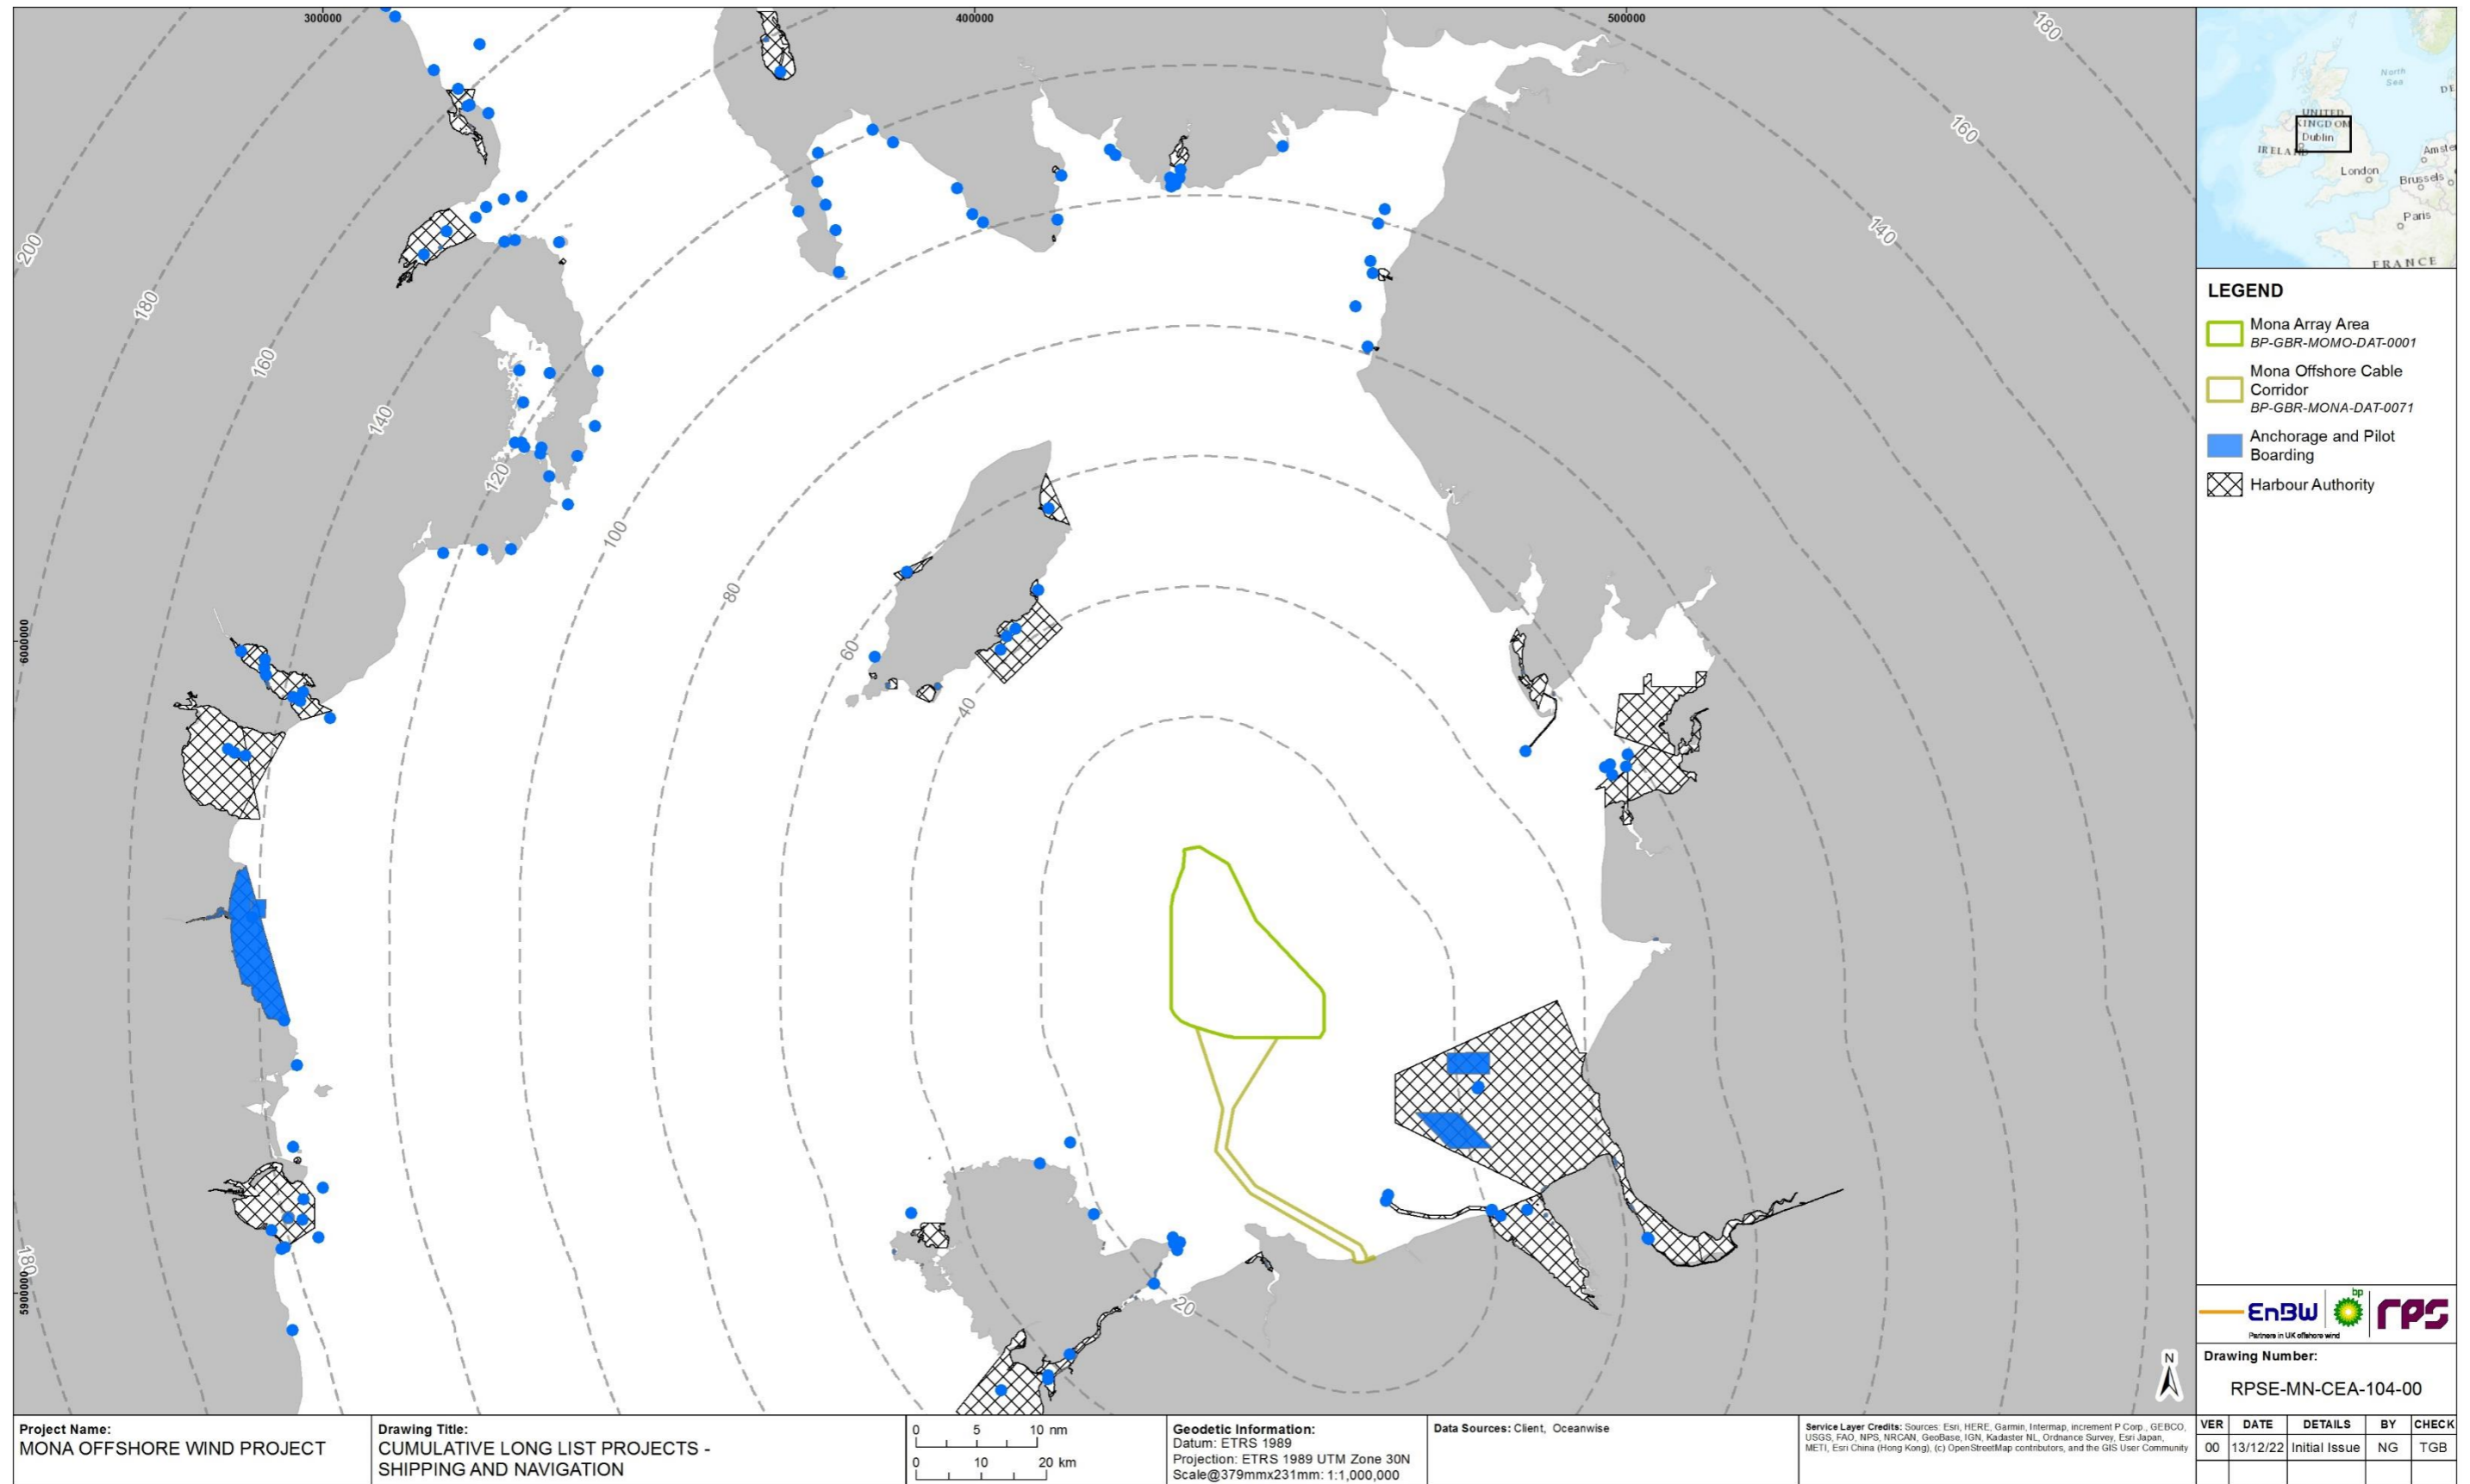 300000
400000
500000
180
160
140
200
180
160
140
120
100
80
60
40
20
180
6000000
5900000
North
Sea
DE
UNITED
KINGDOM
Dublin
IRELA
Amste
London
Brussels
Paris
FRANCE
LEGEND
Mona Array Area
BP-GBR-MOMO-DAT-0001
Mona Offshore Cable
Corridor
BP-GBR-MONA-DAT-0071
Anchorage and Pilot
Boarding
Harbour Authority
EnBW
bp
rps
Partners in UK offshore wind
N
Drawing Number:
RPSE-MN-CEA-104-00
VER DATE DETAILS BY CHECK
00 13/12/22 Initial Issue NG TGB
Project Name:
MONA OFFSHORE WIND PROJECT
Drawing Title:
CUMULATIVE LONG LIST PROJECTS -
SHIPPING AND NAVIGATION
0 5 10 nm
0 10 20 km
Geodetic Information:
Datum: ETRS 1989
Projection: ETRS 1989 UTM Zone 30N
Scale@379mmx231mm: 1:1,000,000
Data Sources: Client, Oceanwise
Service Layer Credits: Sources: Esri, HERE, Garmin, Intermap, increment P Corp., GEBCO,
USGS, FAO, NPS, NRCAN, GeoBase, IGN, Kadaster NL, Ordnance Survey, Esri Japan,
METI, Esri China (Hong Kong), (c) OpenStreetMap contributors, and the GIS User Community